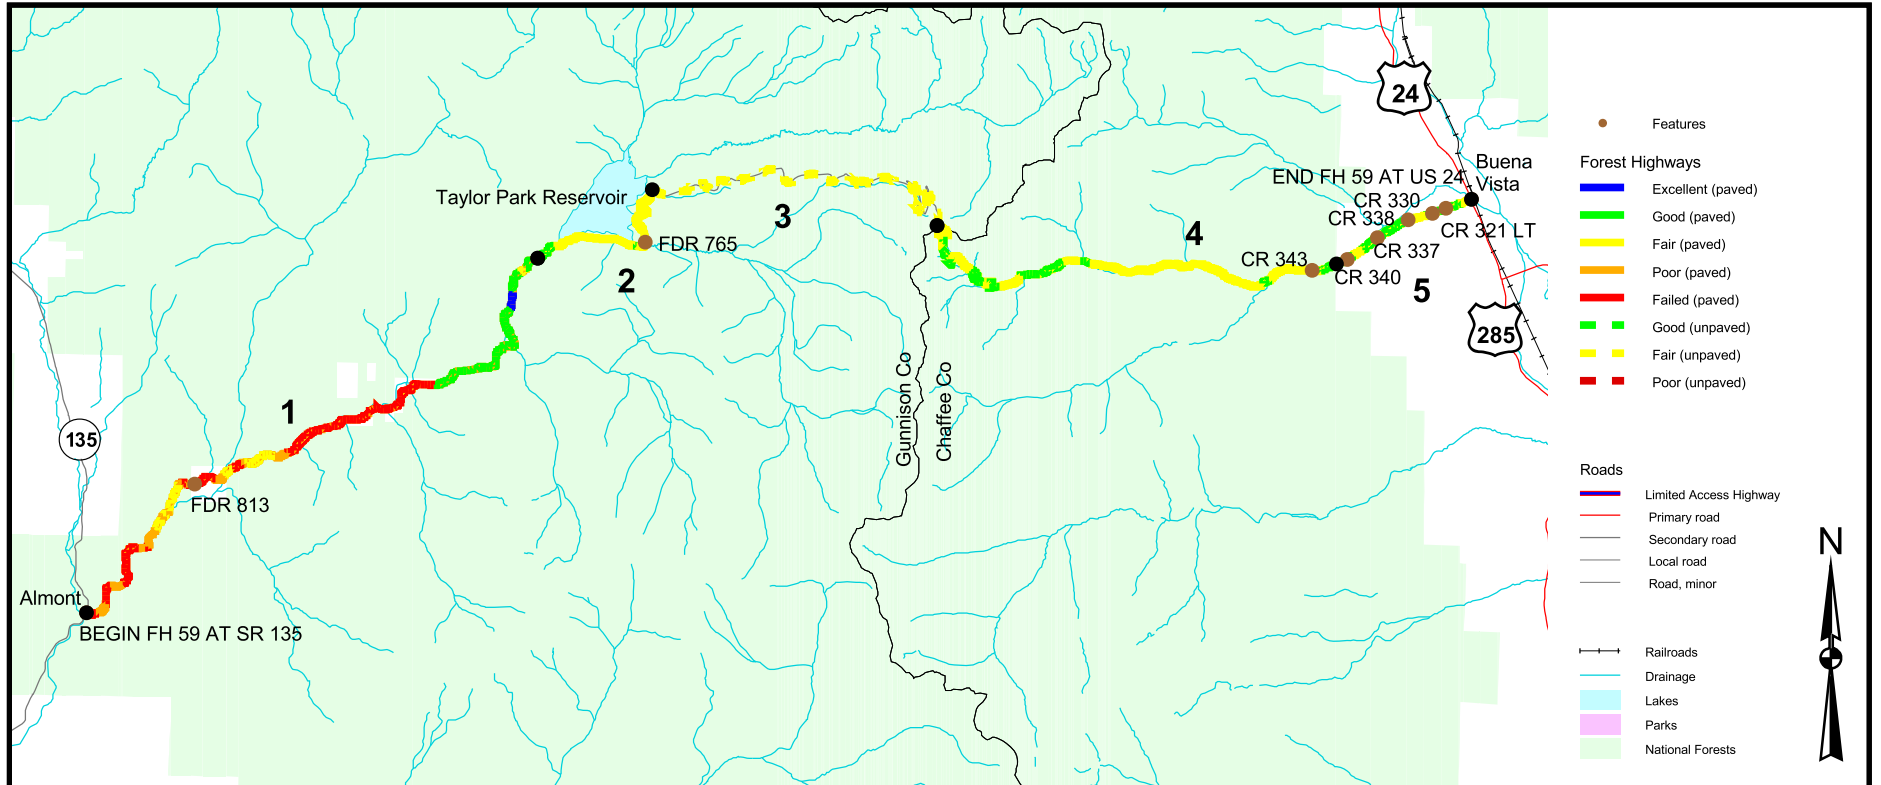 24
Buena
Vista
END FH 59 AT US 24
CR 330
CR 338
CR 321 LT
CR 337
CR 343
CR 340
4
5
285
Taylor Park Reservoir
3
FDR 765
2
Gunnison Co
Chaffee Co
1
135
FDR 813
Almont
BEGIN FH 59 AT SR 135
Features
Forest Highways
Excellent (paved)
Good (paved)
Fair (paved)
Poor (paved)
Failed (paved)
Good (unpaved)
Fair (unpaved)
Poor (unpaved)
Roads
Limited Access Highway
Primary road
Secondary road
Local road
Road, minor
Railroads
Drainage
Lakes
Parks
National Forests
N